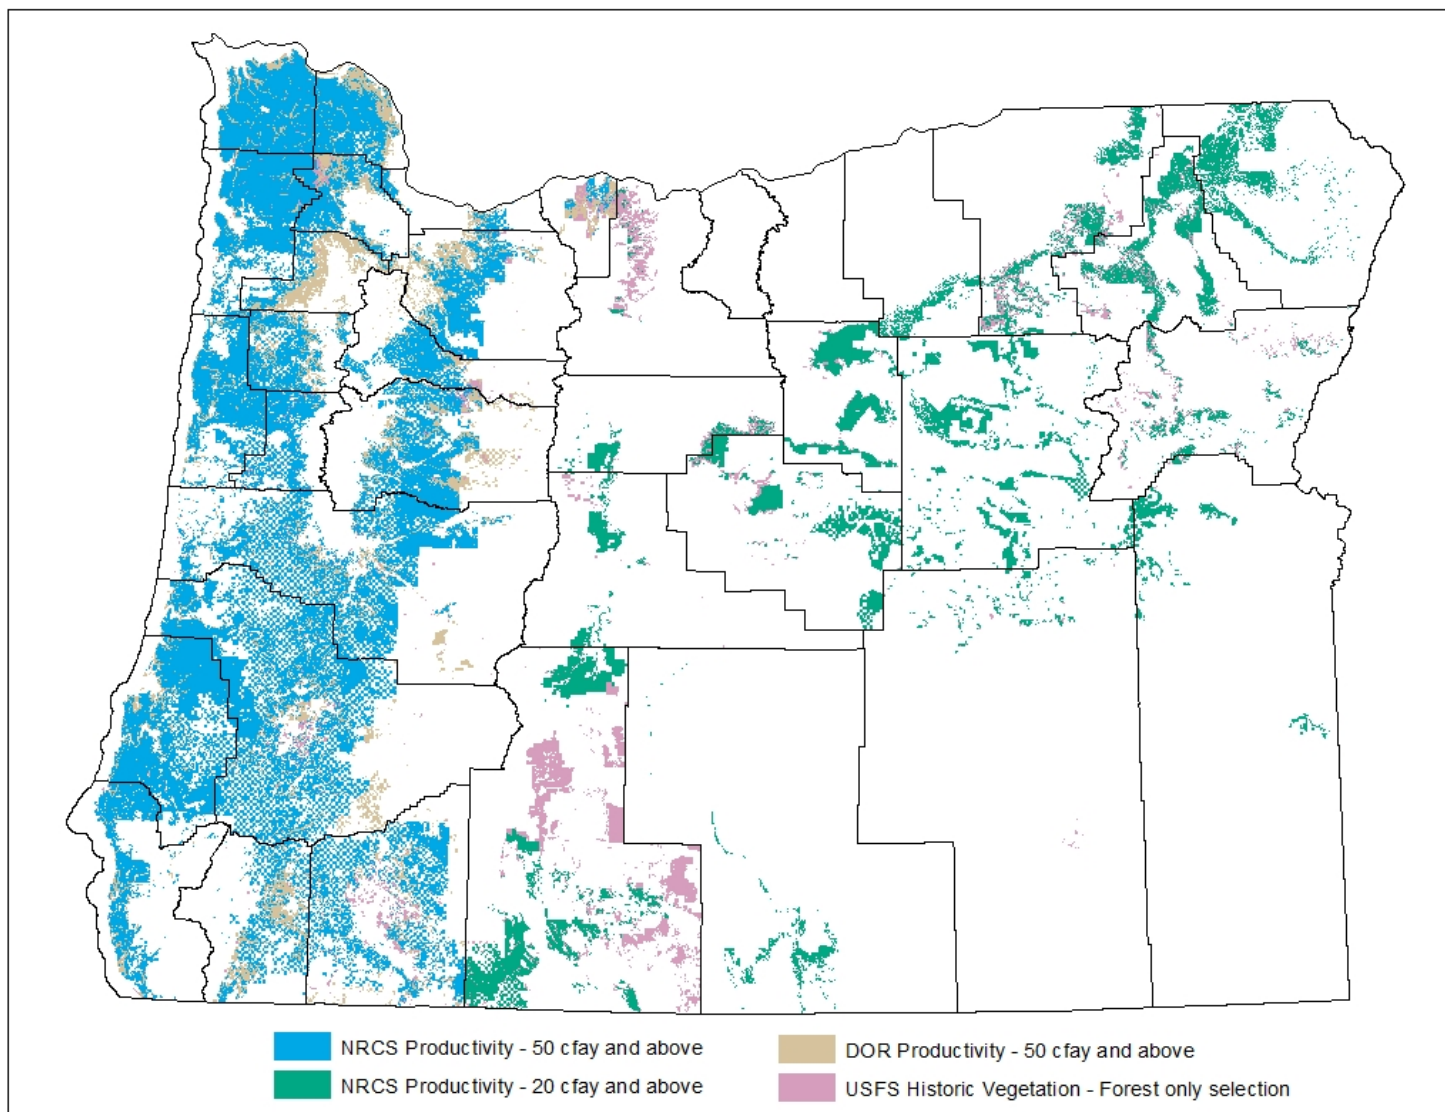 NRCS Productivity - 50 cfay and above
DOR Productivity - 50 cfay and above
NRCS Productivity - 20 cfay and above
USFS Historic Vegetation - Forest only selection